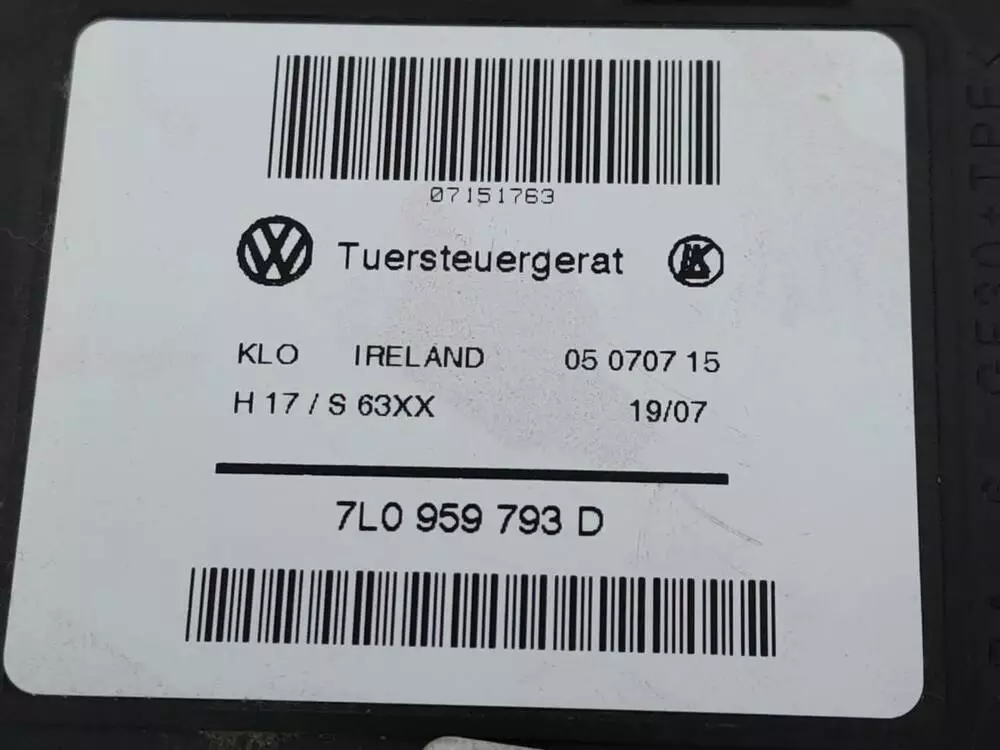 07151763
Tuersteuergerat
KLO IRELAND 05 0707 15
H 17 / S 63XX 19/07
7L0 959 793 D